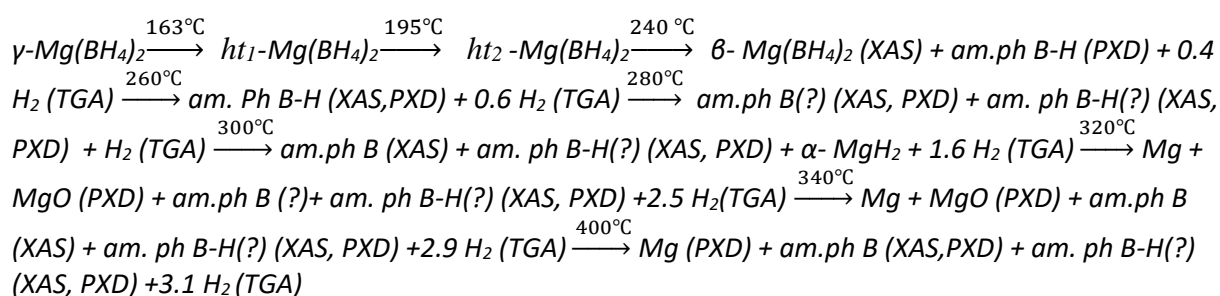 γ-Mg(BH4)2 163℃⟶ ht1-Mg(BH4)2 195℃⟶ ht2 -Mg(BH4)2 240 ℃⟶ β- Mg(BH4)2 (XAS) + am.ph B-H (PXD) + 0.4
H2 (TGA) 260℃⟶ am. Ph B-H (XAS,PXD) + 0.6 H2 (TGA) 280℃⟶ am.ph B(?) (XAS, PXD) + am. ph B-H(?) (XAS,
PXD) + H2 (TGA) 300℃⟶ am.ph B (XAS) + am. ph B-H(?) (XAS, PXD) + α- MgH2 + 1.6 H2 (TGA) 320℃⟶ Mg +
MgO (PXD) + am.ph B (?)+ am. ph B-H(?) (XAS, PXD) +2.5 H2(TGA) 340℃⟶ Mg + MgO (PXD) + am.ph B
(XAS) + am. ph B-H(?) (XAS, PXD) +2.9 H2 (TGA) 400℃⟶ Mg (PXD) + am.ph B (XAS,PXD) + am. ph B-H(?)
(XAS, PXD) +3.1 H2 (TGA)